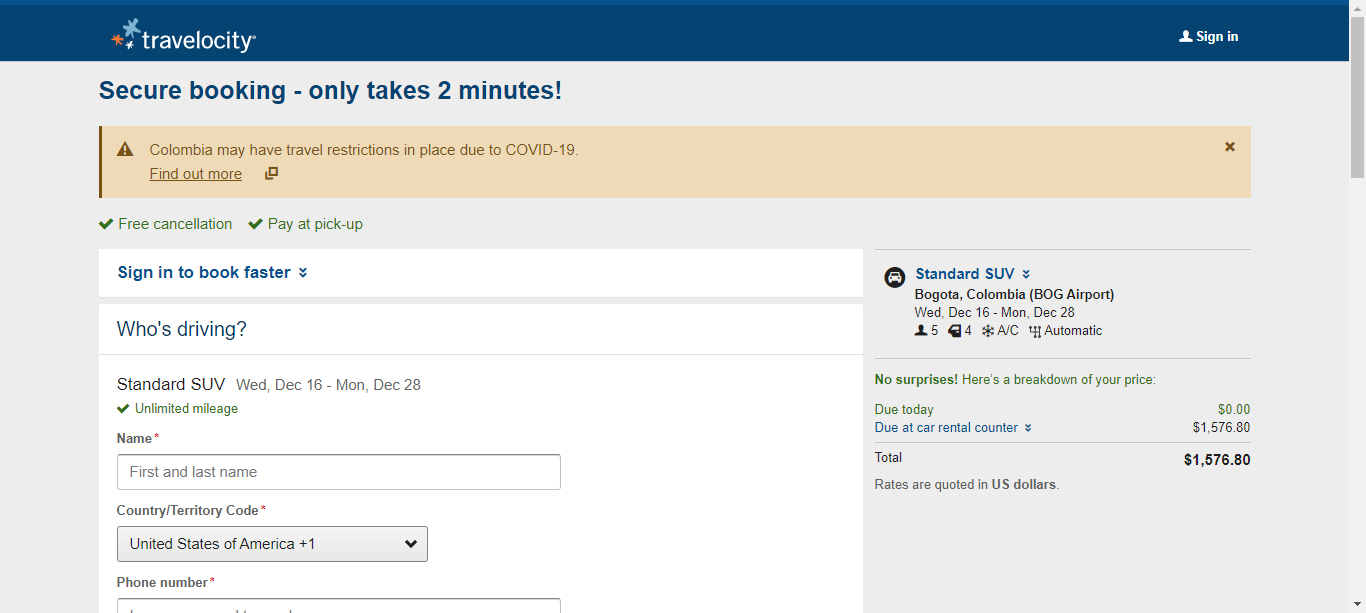 travelocity
Sign in
Secure booking - only takes 2 minutes!
Colombia may have travel restrictions in place due to COVID-19.
Find out more
Free cancellation
Pay at pick-up
Sign in to book faster
Who's driving?
Standard SUV Wed, Dec 16 - Mon, Dec 28
Unlimited mileage
Name*
First and last name
Country/Territory Code*
United States of America +1
Phone number*
Standard SUV
Bogota, Colombia (BOG Airport)
Wed, Dec 16 - Mon, Dec 28
5 4 A/C Automatic
No surprises! Here's a breakdown of your price:
Due today $0.00
Due at car rental counter $1,576.80
Total $1,576.80
Rates are quoted in US dollars.